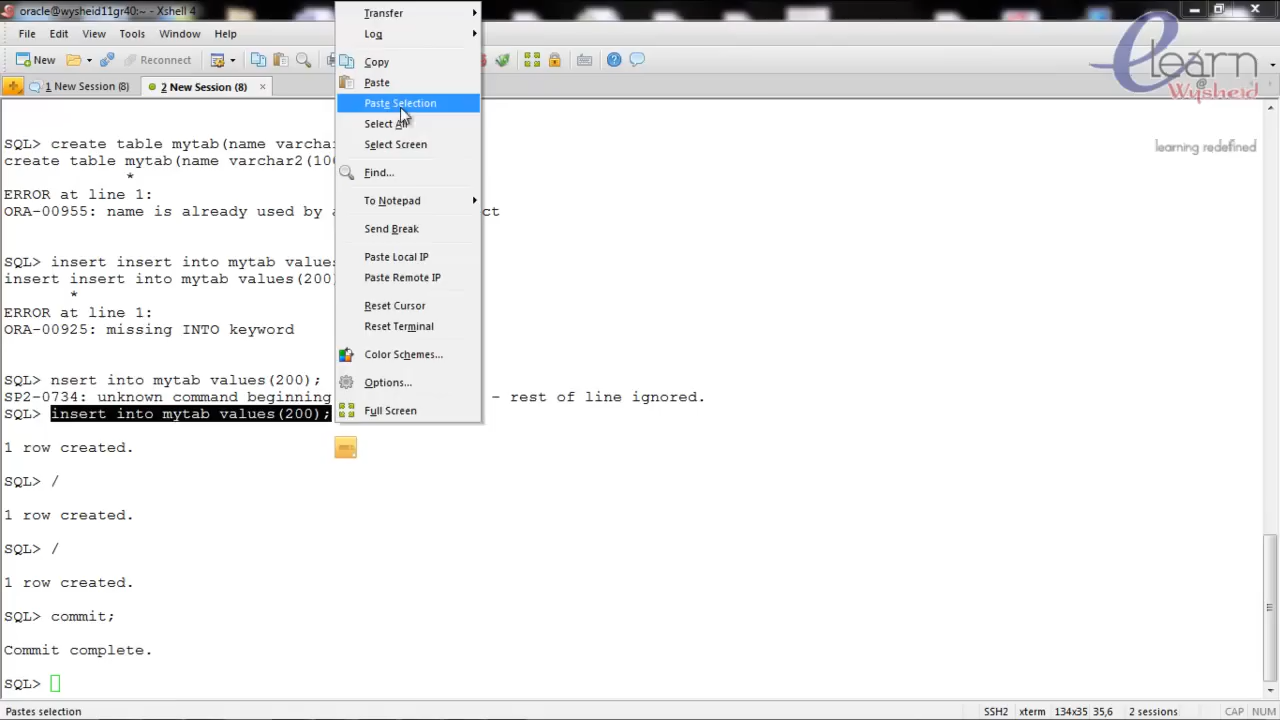 oracle@wysheid11gr40:~ - Xshell 4
File Edit View Tools Window Help
New Reconnect
1 New Session (8) 2 New Session (8)
Transfer
Log
Copy
Paste
Paste Selection
Select All
Select Screen
Find...
To Notepad
Send Break
Paste Local IP
Paste Remote IP
Reset Cursor
Reset Terminal
Color Schemes...
Options...
Full Screen
elearn
@
Wysheid
learning redefined
SQL> create table mytab(name varchar
create table mytab(name varchar2(10
*
ERROR at line 1:
ORA-00955: name is already used by
SQL> insert insert into mytab values
insert insert into mytab values(200)
*
ERROR at line 1:
ORA-00925: missing INTO keyword
SQL> nsert into mytab values(200);
SP2-0734: unknown command beginning - rest of line ignored.
SQL> insert into mytab values(200);
1 row created.
SQL> /
1 row created.
SQL> /
1 row created.
SQL> commit;
Commit complete.
SQL>
Pastes selection SSH2 xterm 134x35 35,6 2 sessions CAP NUM